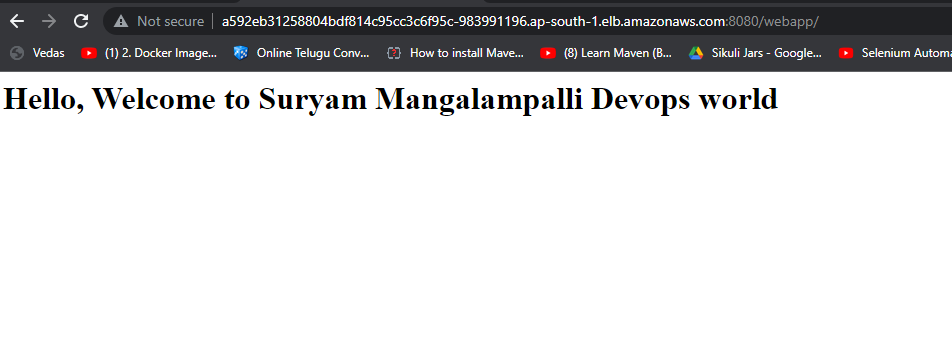 Not secure a592eb31258804bdf814c95cc3c6f95c-983991196.ap-south-1.elb.amazonaws.com:8080/webapp/
Vedas (1) 2. Docker Image... Online Telugu Conv... How to install Mave... (8) Learn Maven (B... Sikuli Jars - Google... Selenium Automa
Hello, Welcome to Suryam Mangalampalli Devops world